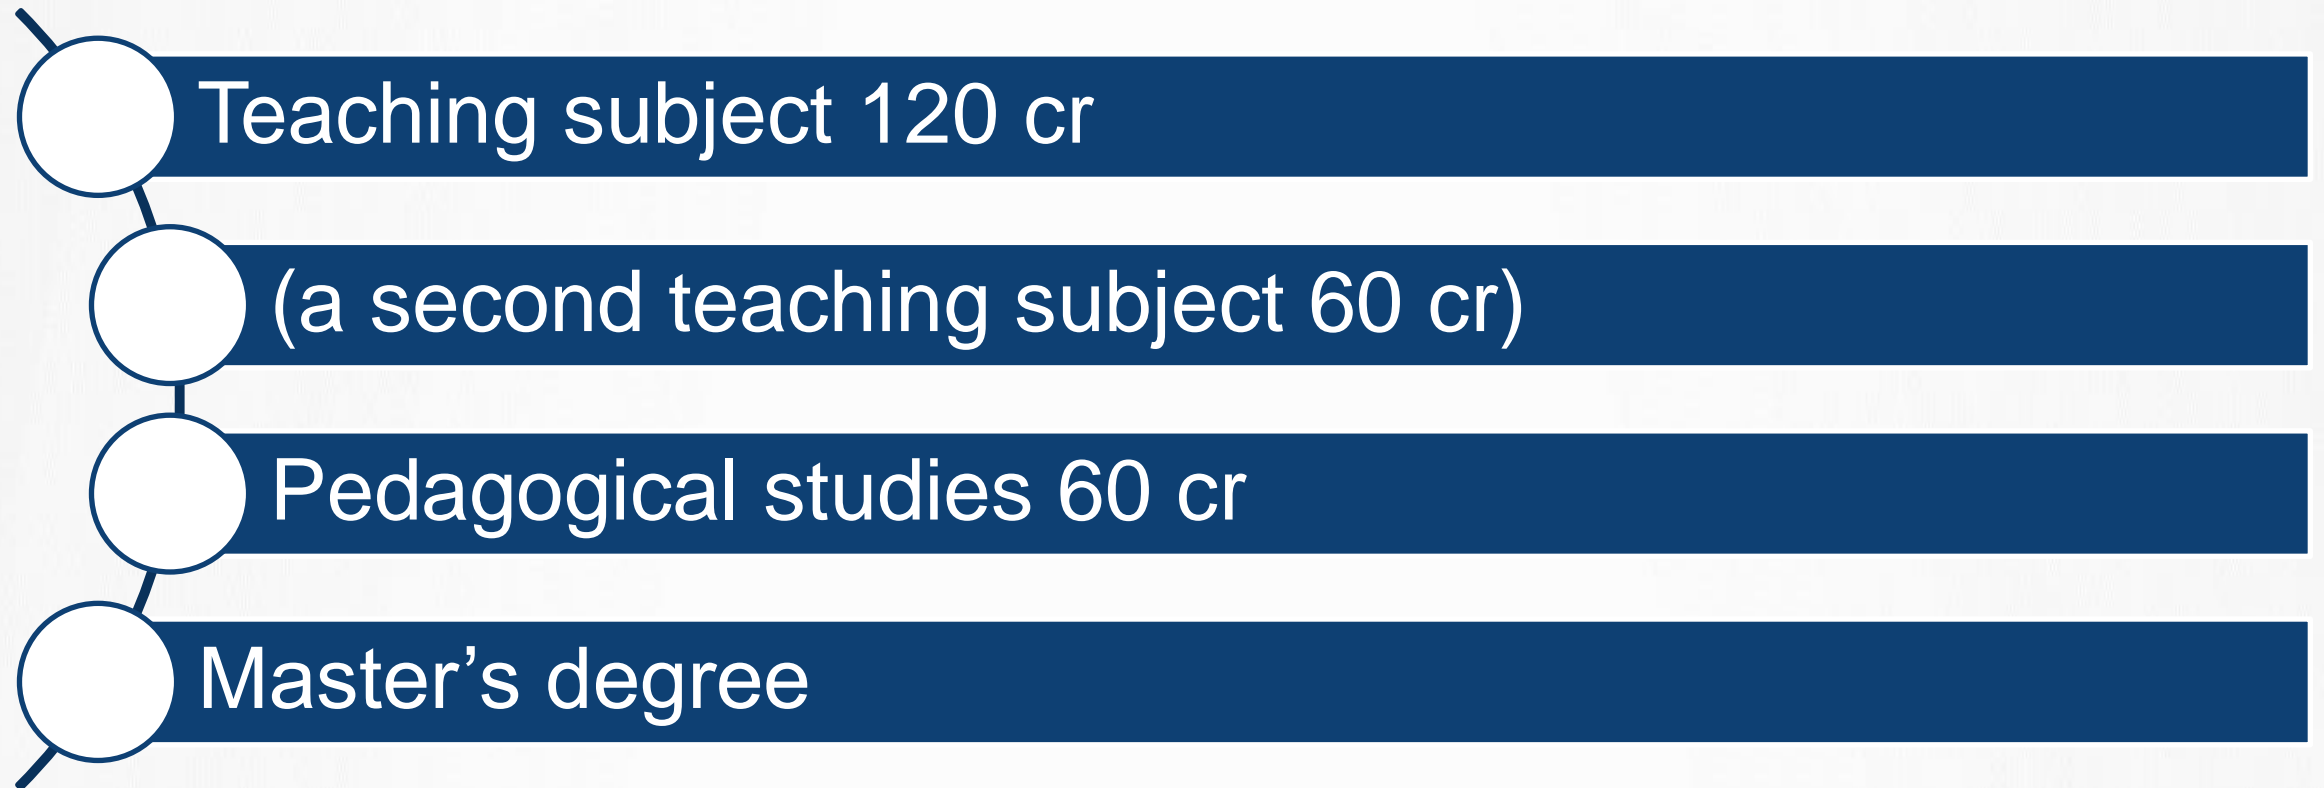 Teaching subject 120 cr
(a second teaching subject 60 cr)
Pedagogical studies 60 cr
Master’s degree